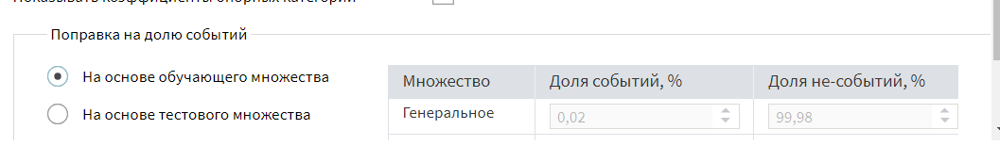 Показывать коэффициенты опорных категорий
Поправка на долю событий
На основе обучающего множества
На основе тестового множества
Множество Доля событий, % Доля не-событий, %
Генеральное 0,02 99,98